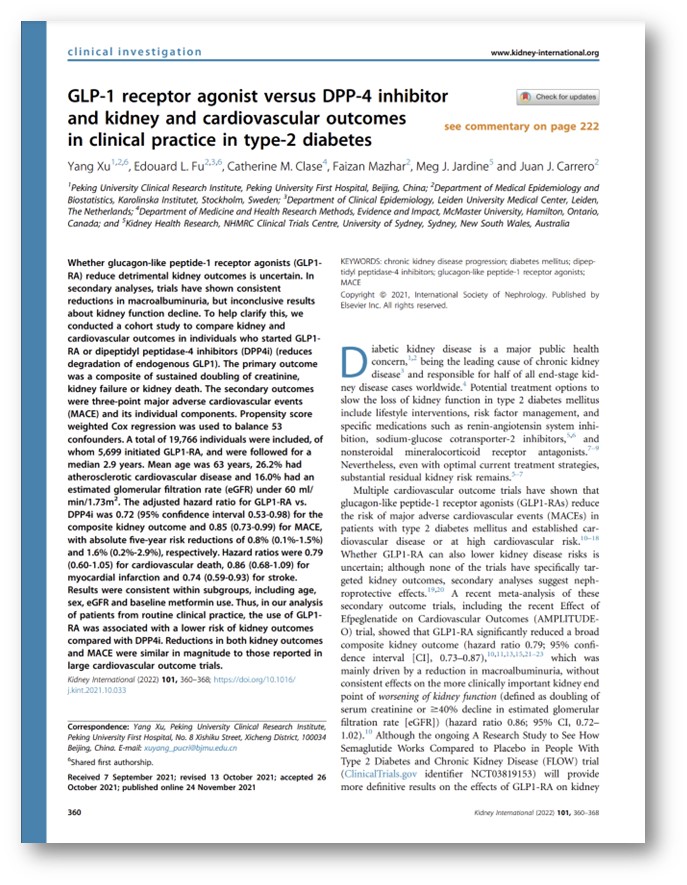 clinical investigation
www.kidney-international.org
GLP-1 receptor agonist versus DPP-4 inhibitor
and kidney and cardiovascular outcomes
in clinical practice in type-2 diabetes
Check for updates
see commentary on page 222
Yang Xu1,2,6, Edouard L. Fu2,3,6, Catherine M. Clase4, Faizan Mazhar2, Meg J. Jardine5 and Juan J. Carrero2
1Peking University Clinical Research Institute, Peking University First Hospital, Beijing, China; 2Department of Medical Epidemiology and
Biostatistics, Karolinska Institutet, Stockholm, Sweden; 3Department of Clinical Epidemiology, Leiden University Medical Center, Leiden,
The Netherlands; 4Department of Medicine and Health Research Methods, Evidence and Impact, McMaster University, Hamilton, Ontario,
Canada; and 5Kidney Health Research, NHMRC Clinical Trials Centre, University of Sydney, Sydney, New South Wales, Australia
Whether glucagon-like peptide-1 receptor agonists (GLP1-
RA) reduce detrimental kidney outcomes is uncertain. In
secondary analyses, trials have shown consistent
reductions in macroalbuminuria, but inconclusive results
about kidney function decline. To help clarify this, we
conducted a cohort study to compare kidney and
cardiovascular outcomes in individuals who started GLP1-
RA or dipeptidyl peptidase-4 inhibitors (DPP4i) (reduces
degradation of endogenous GLP1). The primary outcome
was a composite of sustained doubling of creatinine,
kidney failure or kidney death. The secondary outcomes
were three-point major adverse cardiovascular events
(MACE) and its individual components. Propensity score
weighted Cox regression was used to balance 53
confounders. A total of 19,766 individuals were included, of
whom 5,699 initiated GLP1-RA, and were followed for a
median 2.9 years. Mean age was 63 years, 26.2% had
atherosclerotic cardiovascular disease and 16.0% had an
estimated glomerular filtration rate (eGFR) under 60 ml/
min/1.73m2. The adjusted hazard ratio for GLP1-RA vs.
DPP4i was 0.72 (95% confidence interval 0.53-0.98) for the
composite kidney outcome and 0.85 (0.73-0.99) for MACE,
with absolute five-year risk reductions of 0.8% (0.1%-1.5%)
and 1.6% (0.2%-2.9%), respectively. Hazard ratios were 0.79
(0.60-1.05) for cardiovascular death, 0.86 (0.68-1.09) for
myocardial infarction and 0.74 (0.59-0.93) for stroke.
Results were consistent within subgroups, including age,
sex, eGFR and baseline metformin use. Thus, in our analysis
of patients from routine clinical practice, the use of GLP1-
RA was associated with a lower risk of kidney outcomes
compared with DPP4i. Reductions in both kidney outcomes
and MACE were similar in magnitude to those reported in
large cardiovascular outcome trials.
Kidney International (2022) 101, 360–368; https://doi.org/10.1016/
j.kint.2021.10.033
KEYWORDS: chronic kidney disease progression; diabetes mellitus; dipep-
tidyl peptidase-4 inhibitors; glucagon-like peptide-1 receptor agonists;
MACE
Copyright © 2021, International Society of Nephrology. Published by
Elsevier Inc. All rights reserved.
Diabetic kidney disease is a major public health
concern,1,2 being the leading cause of chronic kidney
disease3 and responsible for half of all end-stage kid-
ney disease cases worldwide.4 Potential treatment options to
slow the loss of kidney function in type 2 diabetes mellitus
include lifestyle interventions, risk factor management, and
specific medications such as renin-angiotensin system inhi-
bition, sodium-glucose cotransporter-2 inhibitors,5,6 and
nonsteroidal mineralocorticoid receptor antagonists.7–9
Nevertheless, even with optimal current treatment strategies,
substantial residual kidney risk remains.5–7
Multiple cardiovascular outcome trials have shown that
glucagon-like peptide-1 receptor agonists (GLP1-RAs) reduce
the risk of major adverse cardiovascular events (MACEs) in
patients with type 2 diabetes mellitus and established car-
diovascular disease or at high cardiovascular risk.10–18
Whether GLP1-RA can also lower kidney disease risks is
uncertain; although none of the trials have specifically tar-
geted kidney outcomes, secondary analyses suggest neph-
roprotective effects.19,20 A recent meta-analysis of these
secondary outcome trials, including the recent Effect of
Efpeglenatide on Cardiovascular Outcomes (AMPLITUDE-
O) trial, showed that GLP1-RA significantly reduced a broad
composite kidney outcome (hazard ratio 0.79; 95% confi-
dence interval [CI], 0.73–0.87),10,11,13,15,21–23 which was
mainly driven by a reduction in macroalbuminuria, without
consistent effects on the more clinically important kidney end
point of worsening of kidney function (defined as doubling of
serum creatinine or ≥40% decline in estimated glomerular
filtration rate [eGFR]) (hazard ratio 0.86; 95% CI, 0.72–
1.02).10 Although the ongoing A Research Study to See How
Semaglutide Works Compared to Placebo in People With
Type 2 Diabetes and Chronic Kidney Disease (FLOW) trial
(ClinicalTrials.gov identifier NCT03819153) will provide
more definitive results on the effects of GLP1-RA on kidney
Correspondence: Yang Xu, Peking University Clinical Research Institute,
Peking University First Hospital, No. 8 Xishiku Street, Xicheng District, 100034
Beijing, China. E-mail: xuyang_pucri@bjmu.edu.cn
6Shared first authorship.
Received 7 September 2021; revised 13 October 2021; accepted 26
October 2021; published online 24 November 2021
360
Kidney International (2022) 101, 360–368